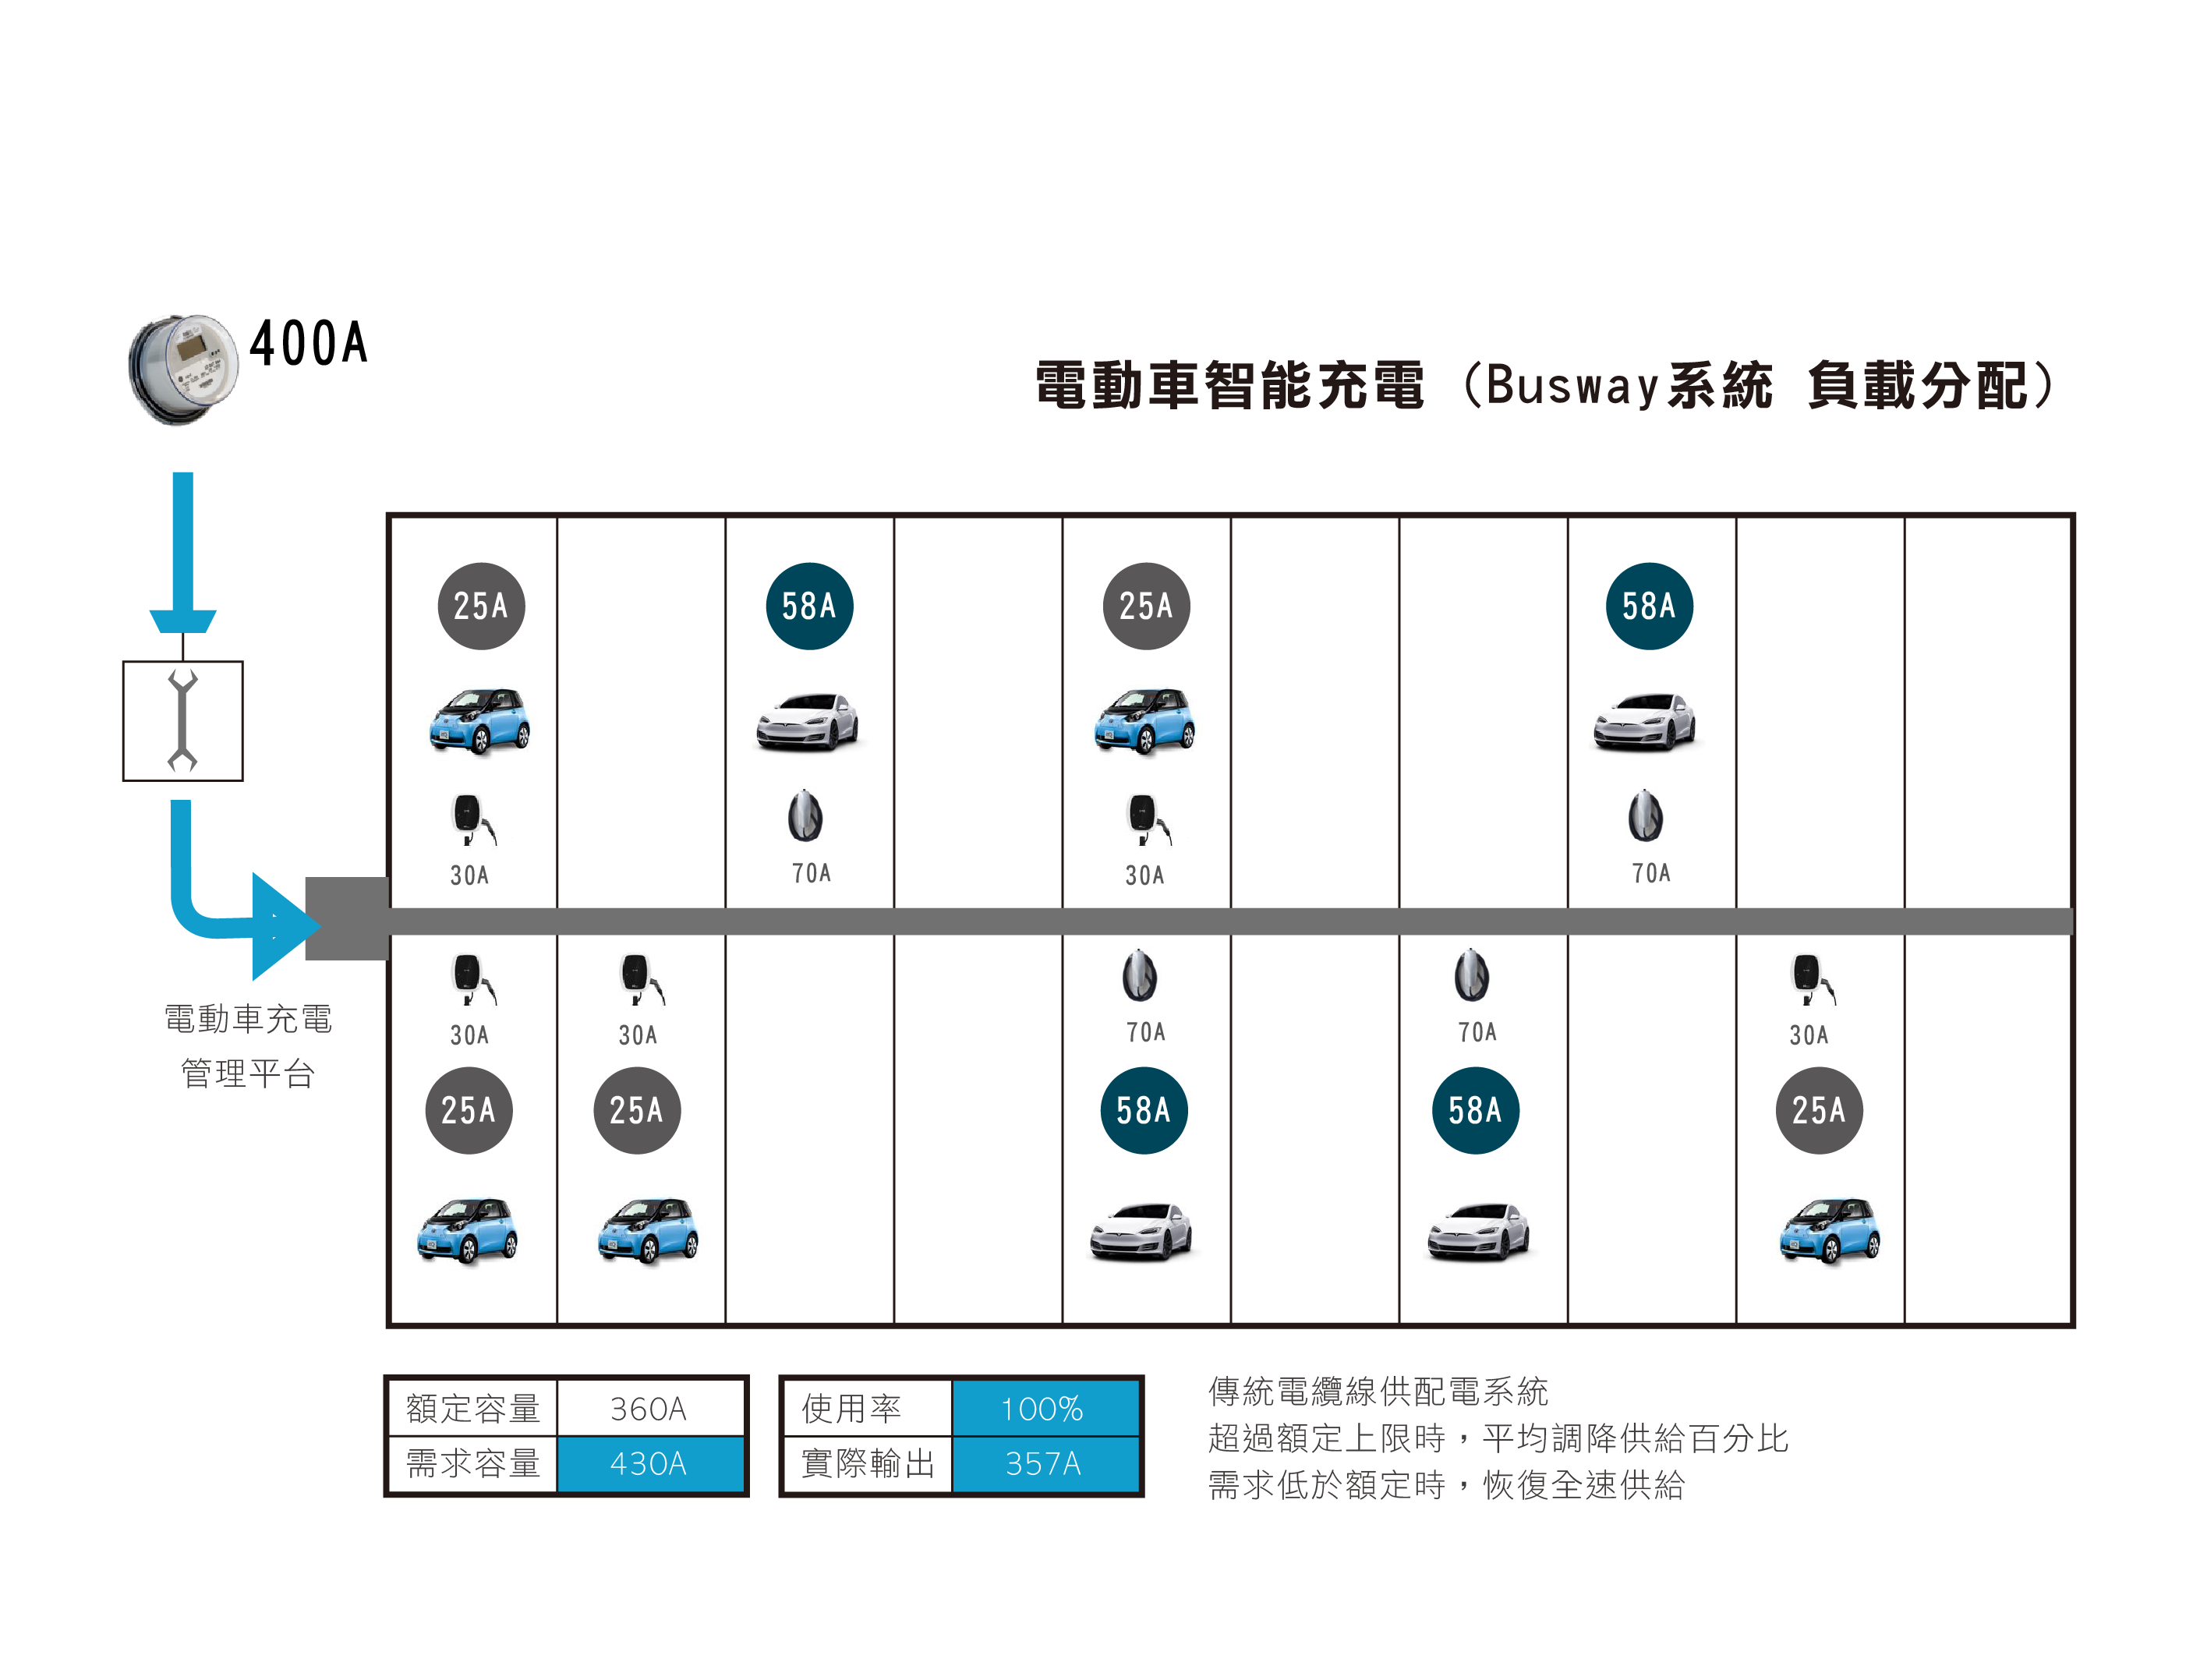 400A
電動車智能充電 (Busway系統 負載分配)
25A
58A
25A
58A
30A
70A
30A
70A
電動車充電
管理平台
30A
30A
70A
70A
30A
25A
25A
58A
58A
25A
額定容量 360A
需求容量 430A
使用率 100%
實際輸出 357A
傳統電纜線供配電系統
超過額定上限時，平均調降供給百分比
需求低於額定時，恢復全速供給